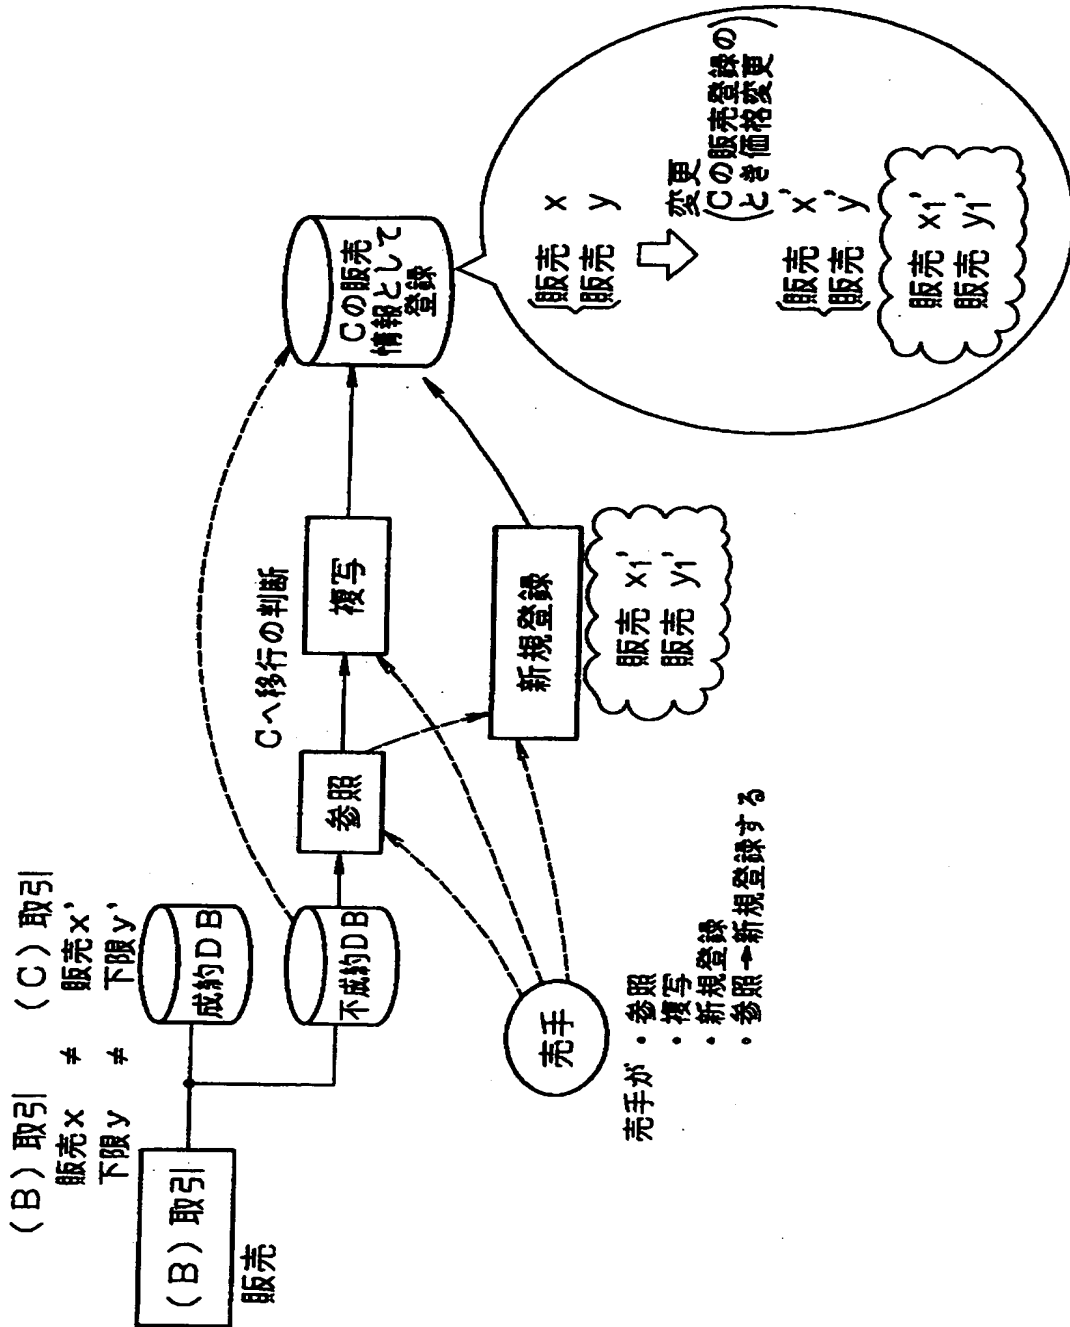 (B)取引 (C)取引
販売x ≠ 販売x'
下限y ≠ 下限y'
(B)取引
販売
成約DB
不成約DB
参照
Cへ移行の判断
複写
Cの販売
情報として
登録
新規登録
販売 x1'
販売 y1'
売手
売手が・参照
・複写
・新規登録
・参照→新規登録する
販売 x
販売 y
変更
(Cの販売登録の
とき価格変更)
販売 x'
販売 y'
販売 x1'
販売 y1'